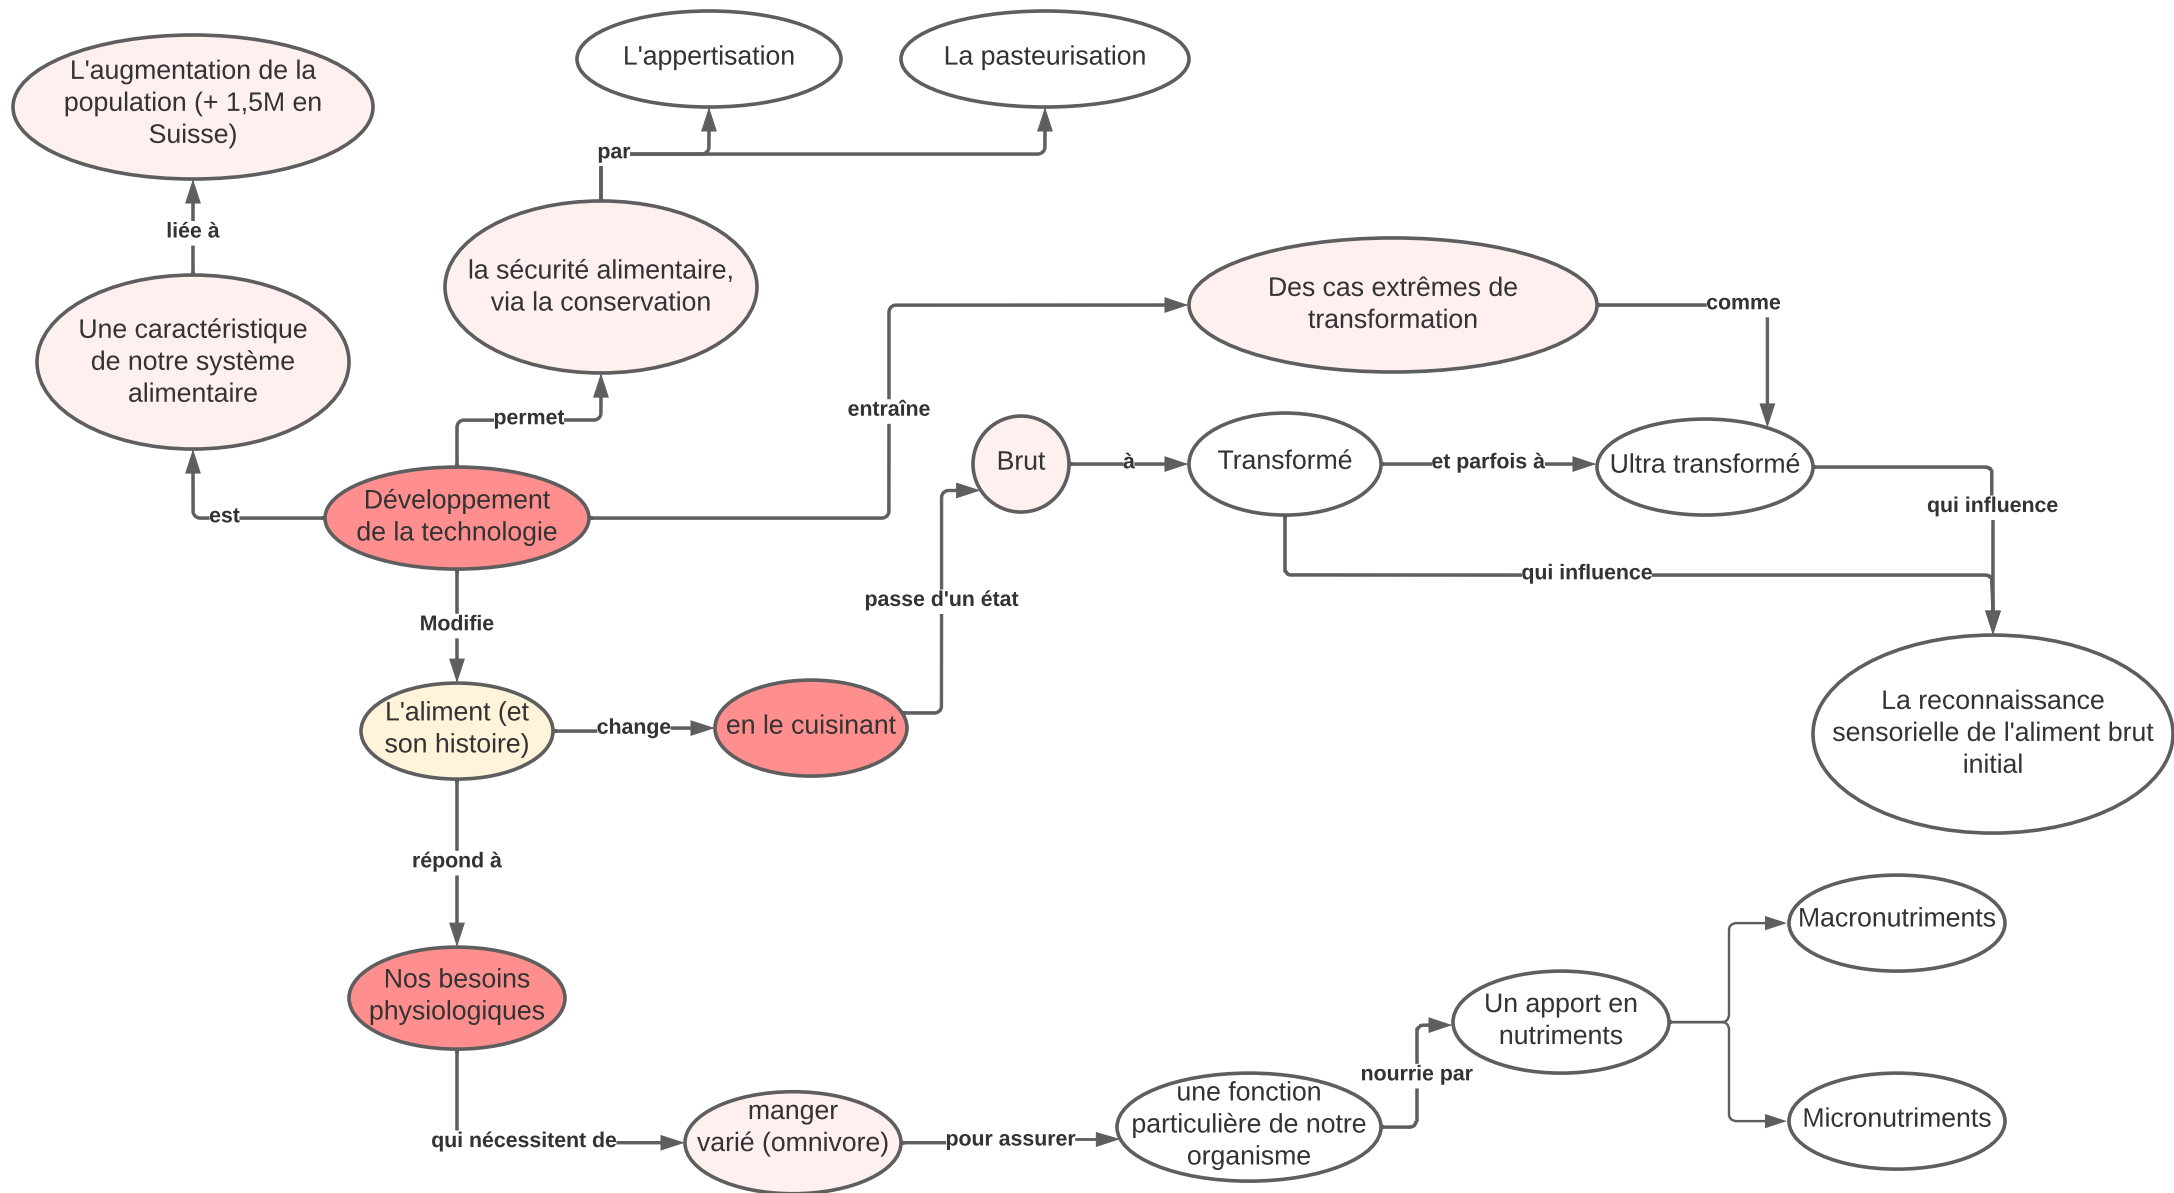 L'appertisation
La pasteurisation
L'augmentation de la
population (+ 1,5M en
Suisse)
par
liée à
la sécurité alimentaire,
via la conservation
Des cas extrêmes de
transformation
comme
Une caractéristique
de notre système
alimentaire
permet
entraîne
Brut
à
Transformé
et parfois à
Ultra transformé
est
Développement
de la technologie
qui influence
qui influence
passe d'un état
Modifie
L'aliment (et
son histoire)
change
en le cuisinant
La reconnaissance
sensorielle de l'aliment brut
initial
répond à
Macronutriments
Nos besoins
physiologiques
Un apport en
nutriments
nourrie par
Micronutriments
qui nécessitent de
manger
varié (omnivore)
pour assurer
une fonction
particulière de notre
organisme